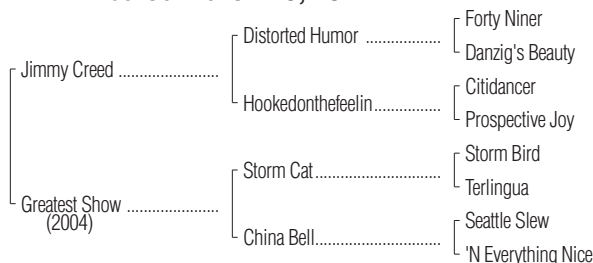 Forty Niner
Distorted Humor ..................
Danzig's Beauty
Jimmy Creed ........................
Citidancer
Hookedonthefeelin................
Prospective Joy
Storm Bird
Storm Cat..............................
Terlingua
Greatest Show ......................
(2004)
Seattle Slew
China Bell..............................
'N Everything Nice